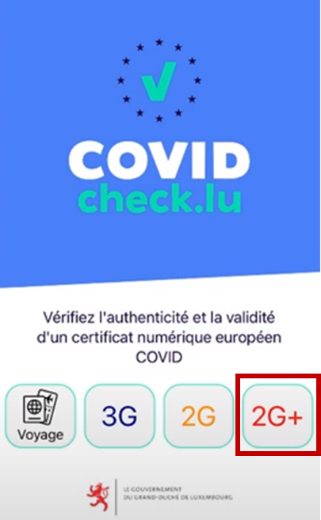 COVID
check.lu
Vérifiez l'authenticité et la validité
d'un certificat numérique européen
COVID
Voyage
3G
2G
2G+
LE GOUVERNEMENT
DU GRAND-DUCHÉ DE LUXEMBOURG